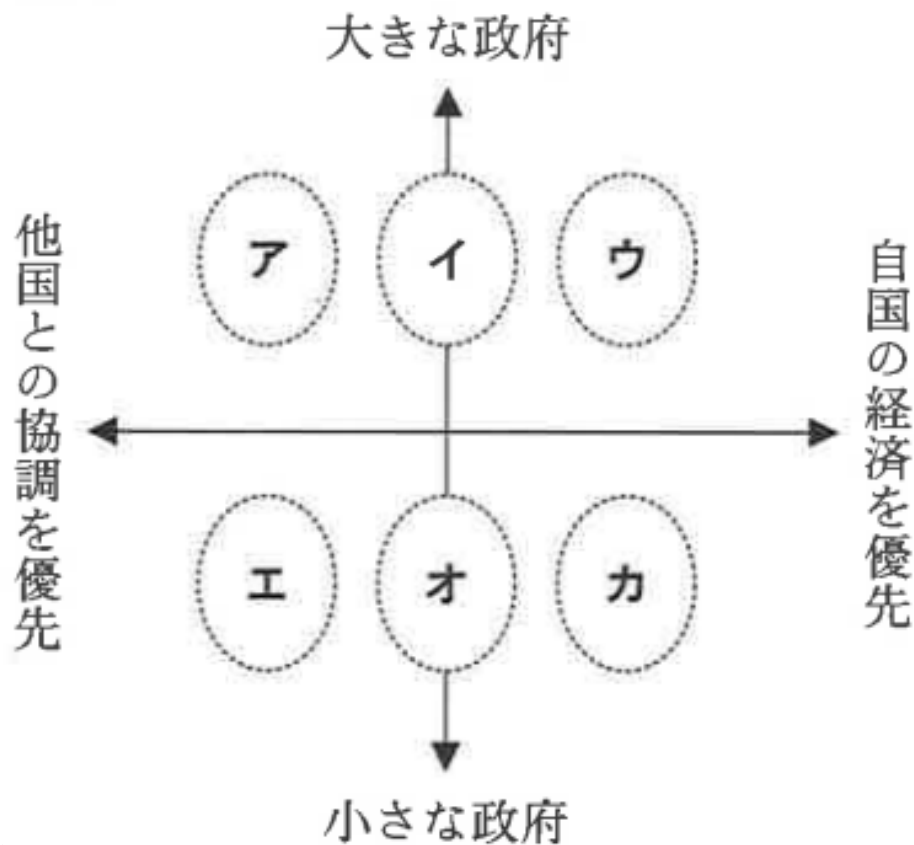 大きな政府
他国との協調を優先
ア
イ
ウ
自国の経済を優先
エ
オ
カ
小さな政府